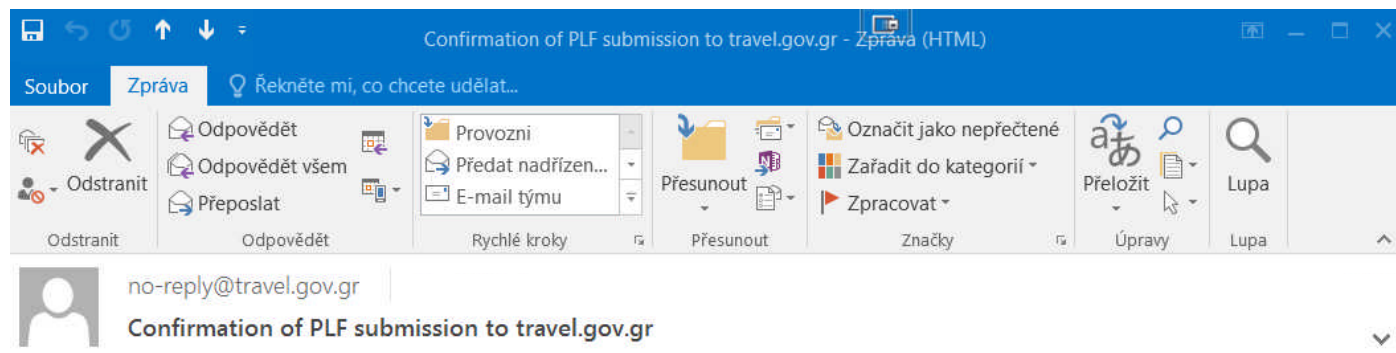 Confirmation of PLF submission to travel.gov.gr - Zpráva (HTML)
Soubor Zpráva Řekněte mi, co chcete udělat...
Odstranit
Odpovědět
Odpovědět všem
Přeposlat
Provozni
Předat nadřízen...
E-mail týmu
Přesunout
Označit jako nepřečtené
Zařadit do kategorií
Zpracovat
Přeložit
Lupa
Odstranit Odpovědět Rychlé kroky Přesunout Značky Úpravy Lupa
no-reply@travel.gov.gr
Confirmation of PLF submission to travel.gov.gr